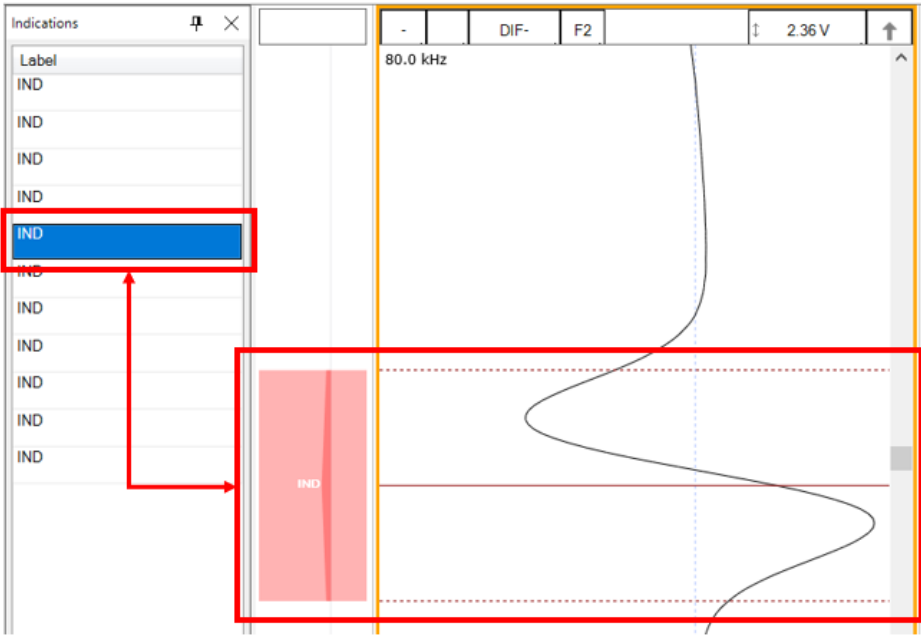 Indications
Label
IND
IND
IND
IND
IND
IND
IND
IND
IND
IND
IND
IND
- DIF- F2 2.36 V
80.0 kHz